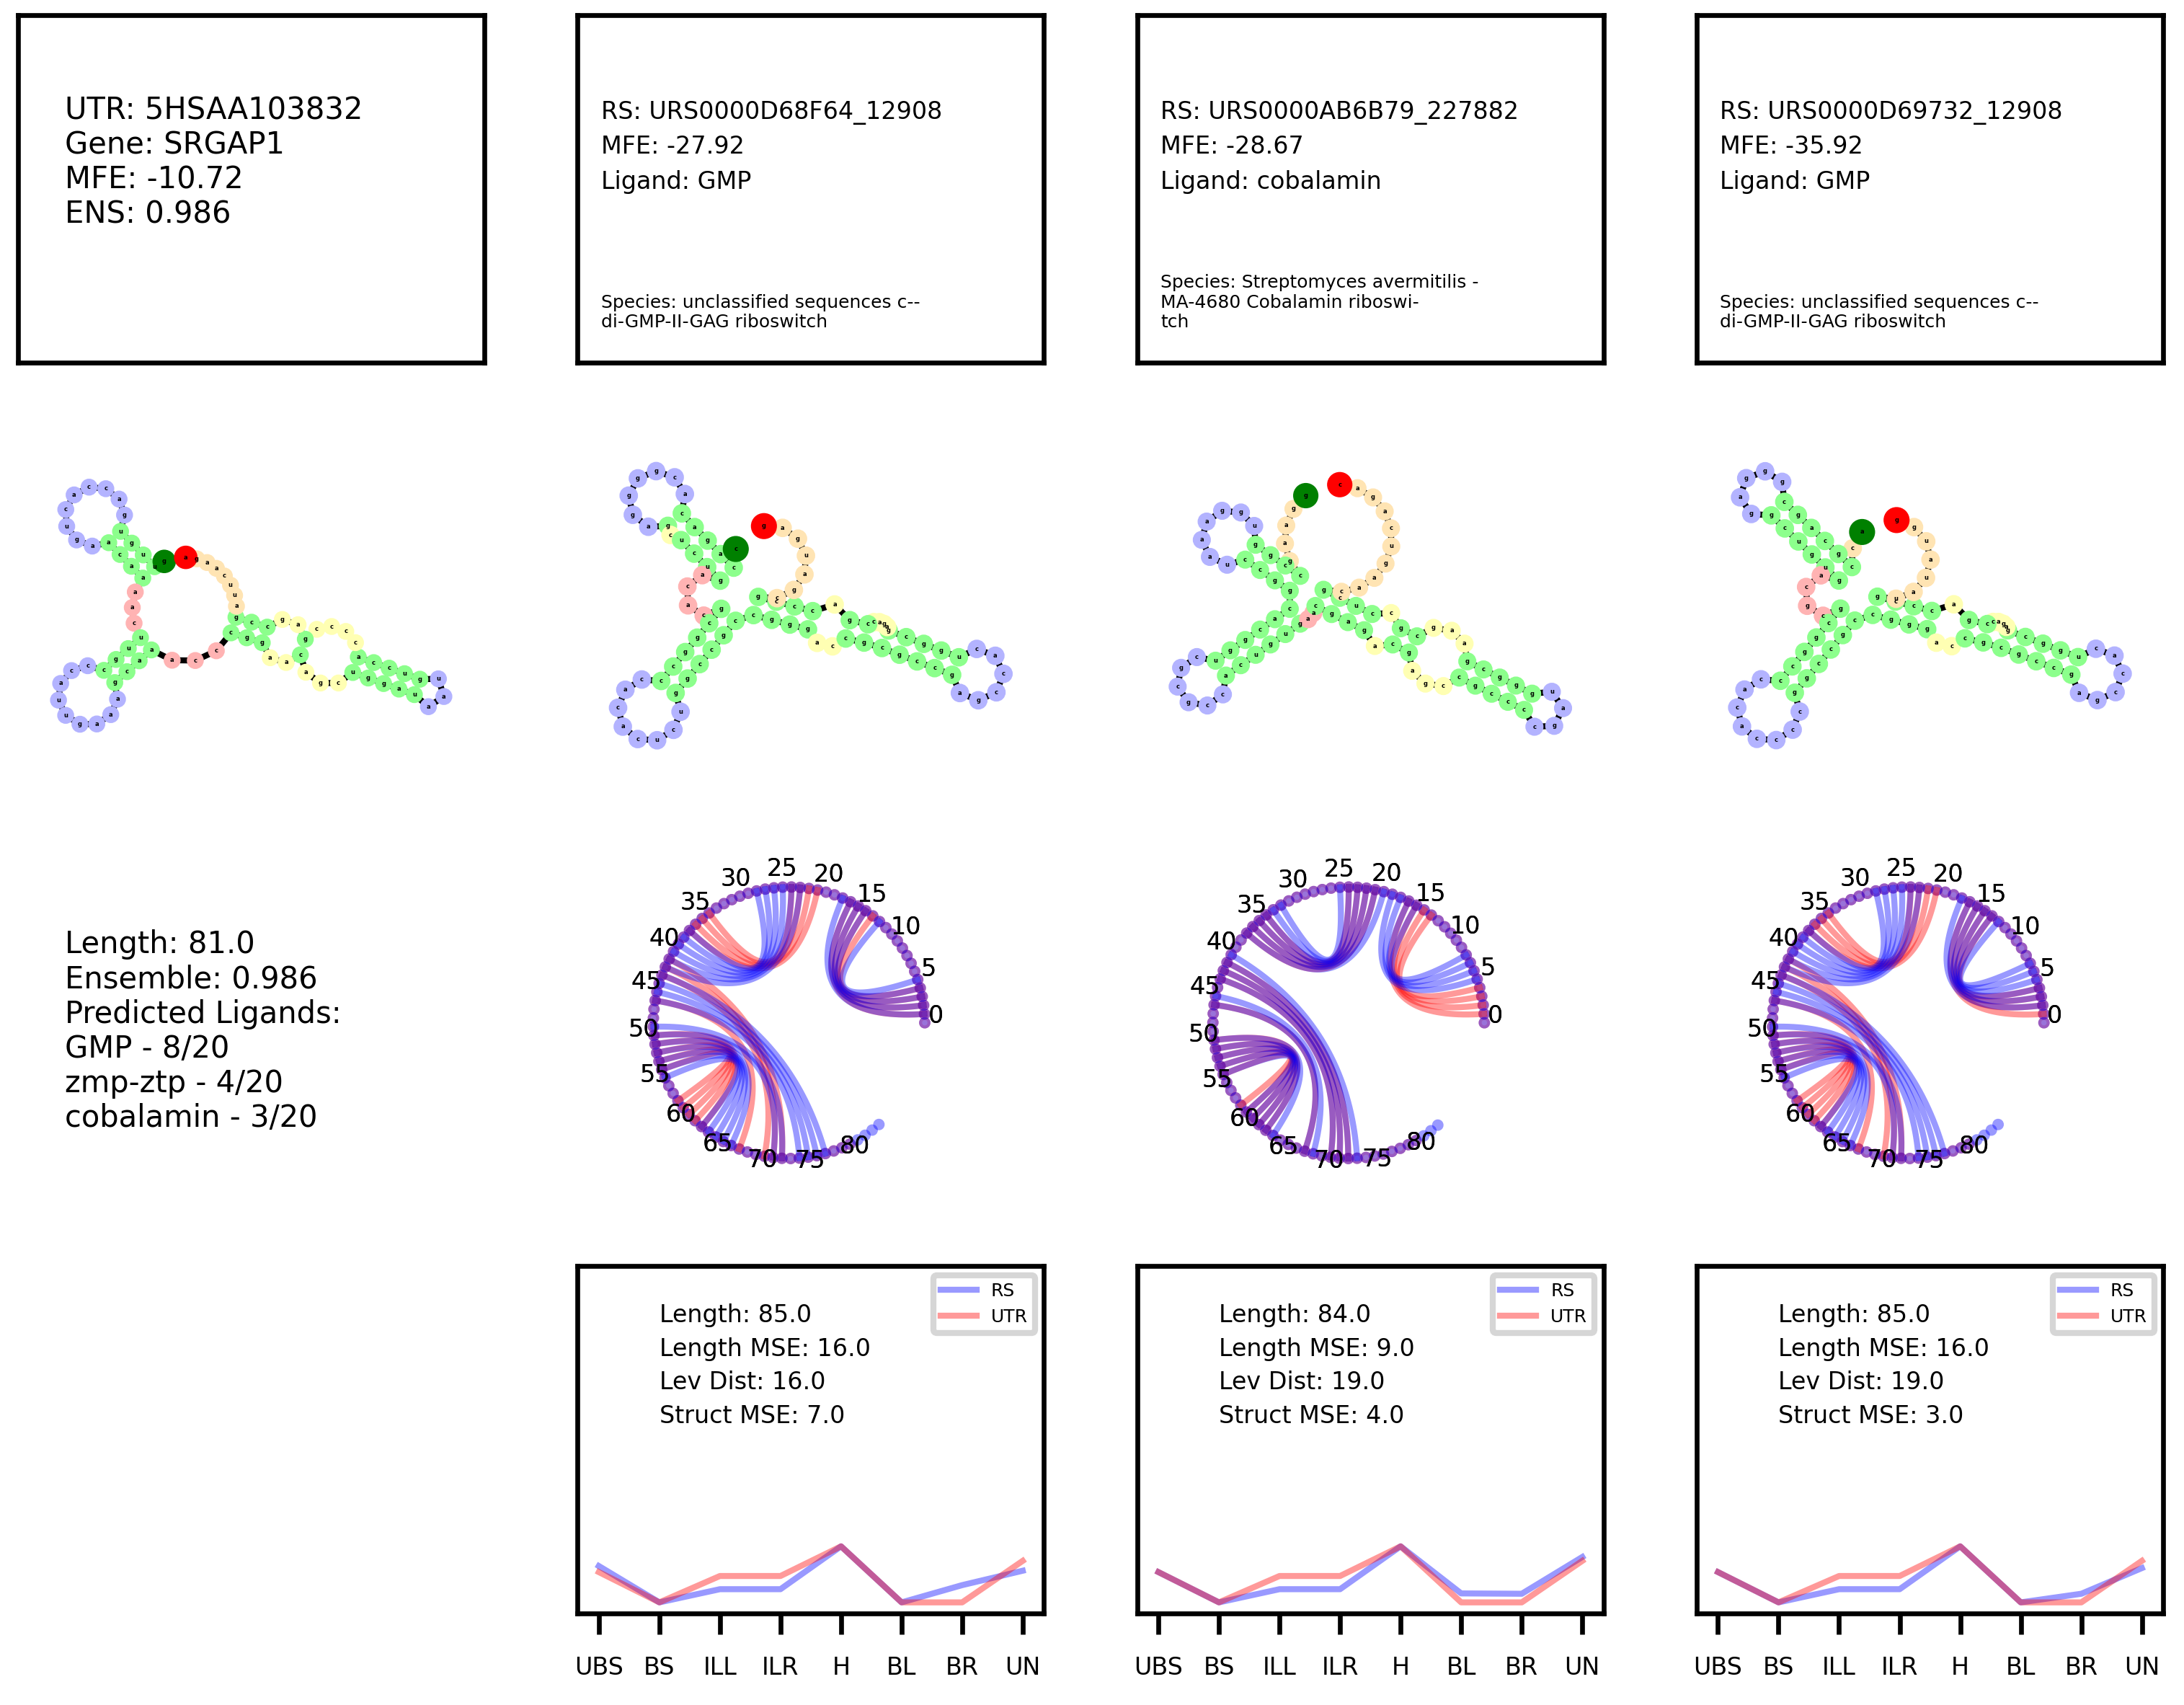 UTR: 5HSAA103832
Gene: SRGAP1
MFE: -10.72
ENS: 0.986
RS: URS0000D68F64_12908
MFE: -27.92
Ligand: GMP
Species: unclassified sequences c--
di-GMP-II-GAG riboswitch
RS: URS0000AB6B79_227882
MFE: -28.67
Ligand: cobalamin
Species: Streptomyces avermitilis -
MA-4680 Cobalamin riboswi-
tch
RS: URS0000D69732_12908
MFE: -35.92
Ligand: GMP
Species: unclassified sequences c--
di-GMP-II-GAG riboswitch
Length: 81.0
Ensemble: 0.986
Predicted Ligands:
GMP - 8/20
zmp-ztp - 4/20
cobalamin - 3/20
0 5 10 15 20 25 30 35 40 45 50 55 60 65 70 75 80
0 5 10 15 20 25 30 35 40 45 50 55 60 65 70 75 80
0 5 10 15 20 25 30 35 40 45 50 55 60 65 70 75 80
RS
UTR
Length: 85.0
Length MSE: 16.0
Lev Dist: 16.0
Struct MSE: 7.0
UBS BS ILL ILR H BL BR UN
RS
UTR
Length: 84.0
Length MSE: 9.0
Lev Dist: 19.0
Struct MSE: 4.0
UBS BS ILL ILR H BL BR UN
RS
UTR
Length: 85.0
Length MSE: 16.0
Lev Dist: 19.0
Struct MSE: 3.0
UBS BS ILL ILR H BL BR UN